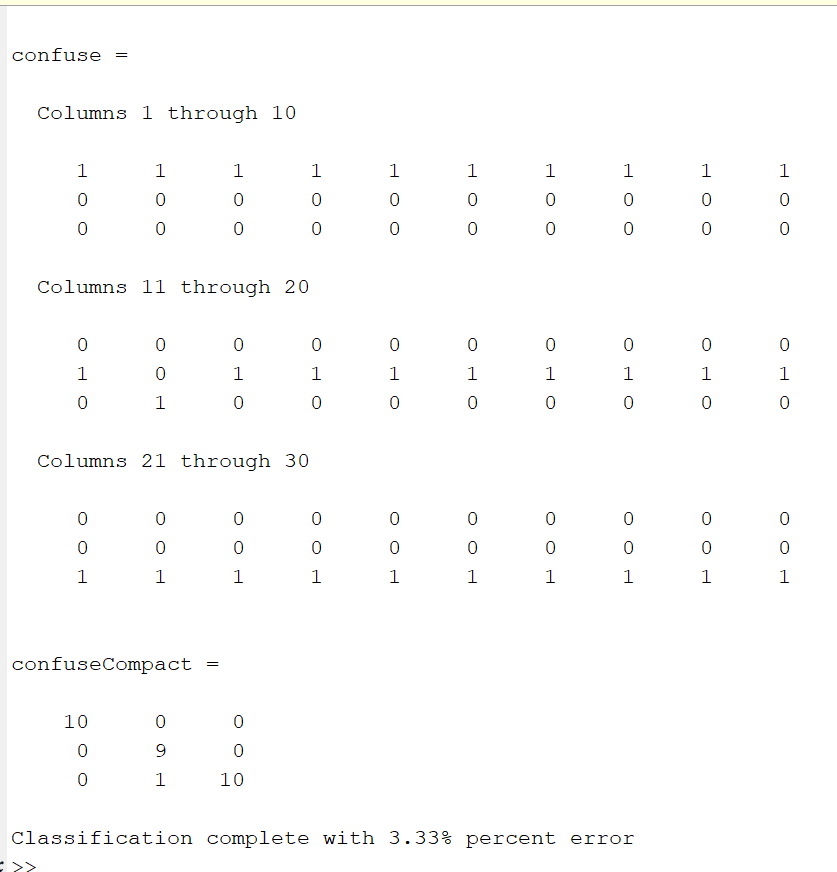 confuse =
Columns 1 through 10
1 1 1 1 1 1 1 1 1 1
0 0 0 0 0 0 0 0 0 0
0 0 0 0 0 0 0 0 0 0
Columns 11 through 20
0 0 0 0 0 0 0 0 0 0
1 0 1 1 1 1 1 1 1 1
0 1 0 0 0 0 0 0 0 0
Columns 21 through 30
0 0 0 0 0 0 0 0 0 0
0 0 0 0 0 0 0 0 0 0
1 1 1 1 1 1 1 1 1 1
confuseCompact =
10 0 0
0 9 0
0 1 10
Classification complete with 3.33% percent error
>>